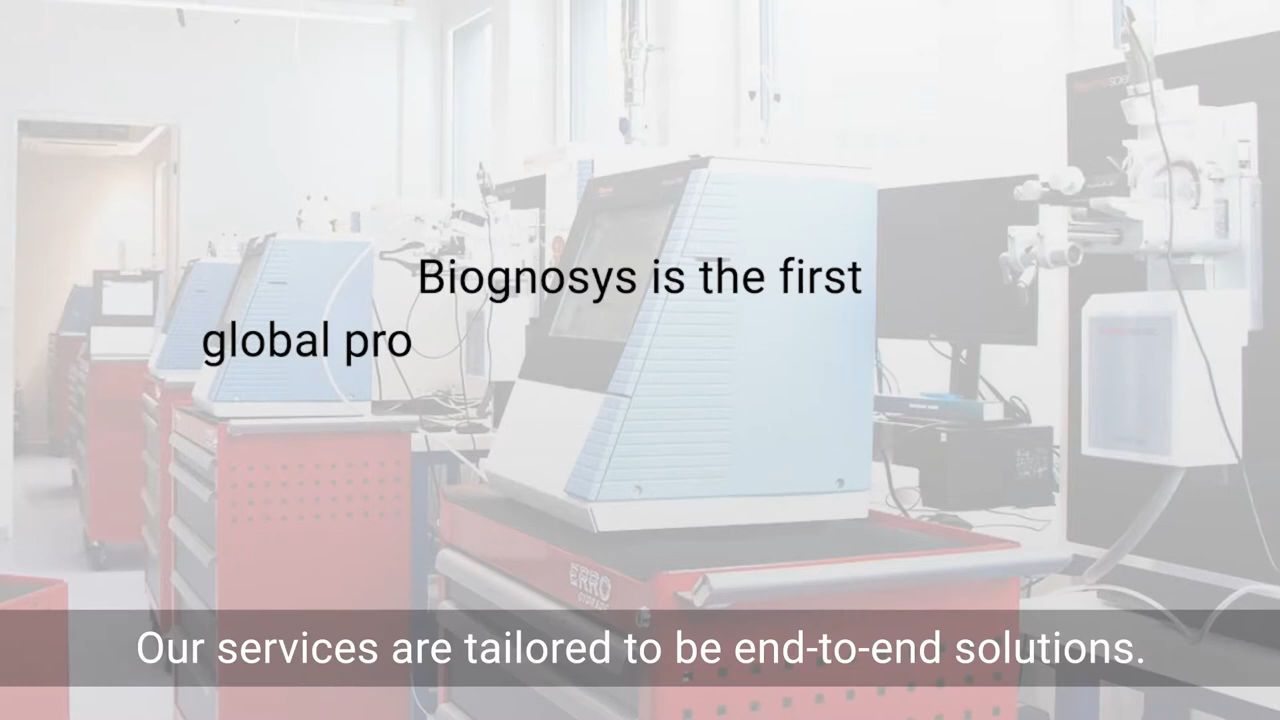 Biognosys is the first
global pro
ERRO
Our services are tailored to be end-to-end solutions.